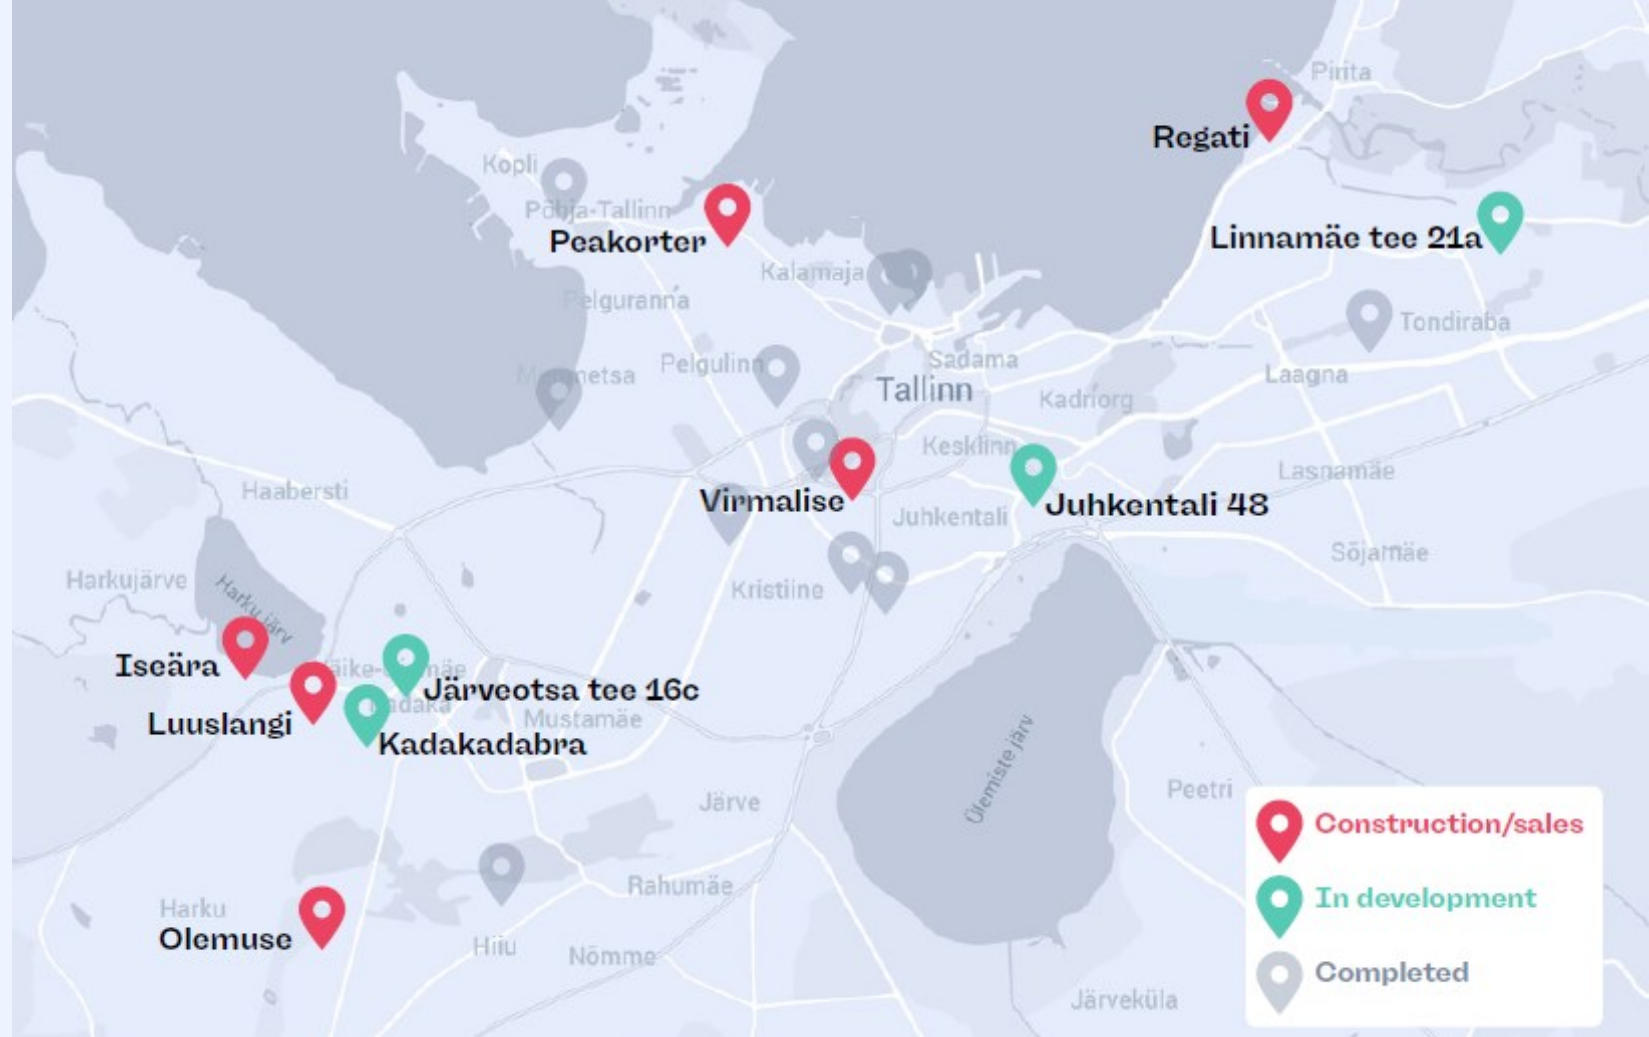 Pirita
Regati
Kopli
Põhja-Tallinn
Peakorter
Linnamäe tee 21a
Kalamaja
Pelguranna
Tondiraba
Sadama
Pelgulinn
Laagna
Tallinn
Kadriorg
Kesklinn
Lasnamäe
Haabersti
Virmalise
Juhkentali 48
Juhkentali
Sõjamäe
Harkujärve
Harku järv
Kristiine
Iseära
Järveotsa tee 16c
Luuslangi
Mustamäe
Kadakadabra
Ülemiste järv
Peetri
Järve
Construction/sales
Rahumäe
In development
Harku
Olemuse
Hiiu
Nõmme
Completed
Järveküla